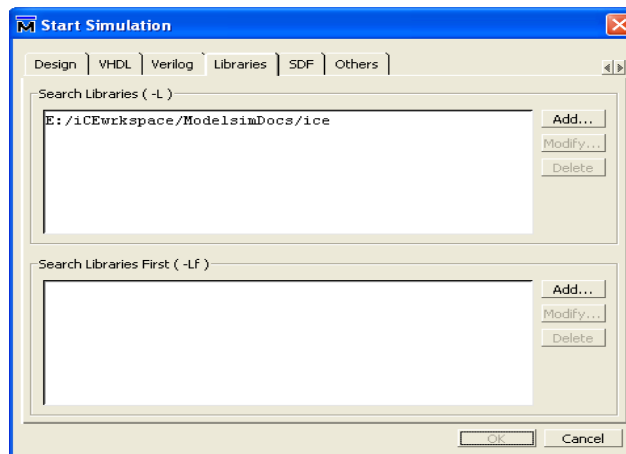 Start Simulation
Design VHDL Verilog Libraries SDF Others
Search Libraries ( -L )
E:/iCEwrkspace/ModelsimDocs/ice
Add...
Modify...
Delete
Search Libraries First ( -Lf )
Add...
Modify...
Delete
OK Cancel